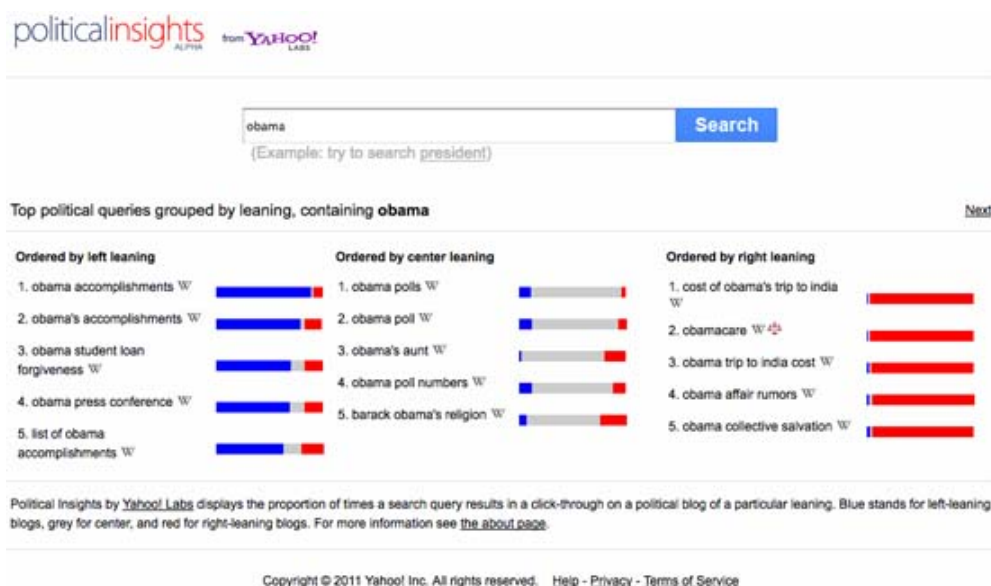 politicalinsights
ALPHA
from YAHOO!
LABS
obama
Search
(Example: try to search president)
Top political queries grouped by leaning, containing obama
Next
Ordered by left leaning
1. obama accomplishments W
2. obama's accomplishments W
3. obama student loan
forgiveness W
4. obama press conference W
5. list of obama
accomplishments W
Ordered by center leaning
1. obama polls W
2. obama poll W
3. obama's aunt W
4. obama poll numbers W
5. barack obama's religion W
Ordered by right leaning
1. cost of obama's trip to india
W
2. obamacare W
3. obama trip to india cost W
4. obama affair rumors W
5. obama collective salvation W
Political Insights by Yahoo! Labs displays the proportion of times a search query results in a click-through on a political blog of a particular leaning. Blue stands for left-leaning
blogs, grey for center, and red for right-leaning blogs. For more information see the about page.
Copyright © 2011 Yahoo! Inc. All rights reserved. Help - Privacy - Terms of Service